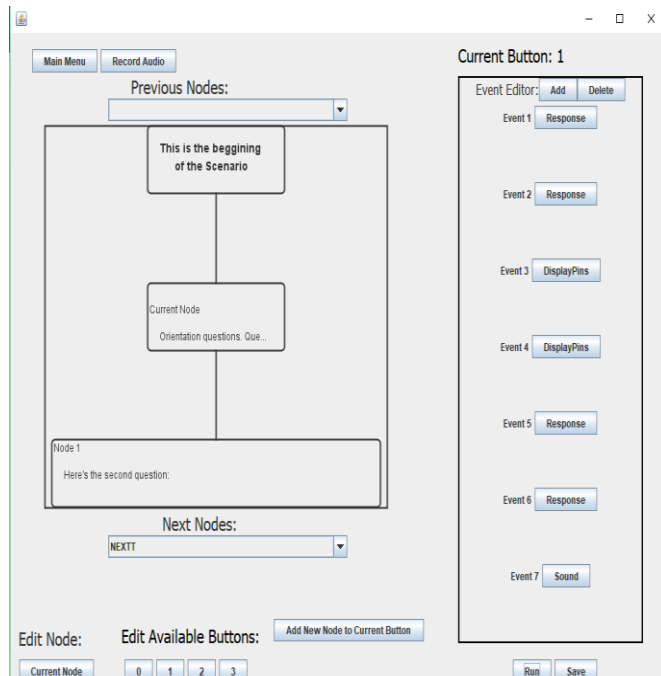 Main Menu
Record Audio
Current Button: 1
Previous Nodes:
Event Editor: Add Delete
Event 1 Response
This is the beggining
of the Scenario
Event 2 Response
Event 3 DisplayPins
Current Node
Orientation questions. Que...
Event 4 DisplayPins
Event 5 Response
Node 1
Here's the second question:
Event 6 Response
Next Nodes:
NEXTT
Event 7 Sound
Edit Node:
Edit Available Buttons:
Add New Node to Current Button
Current Node
0 1 2 3
Run Save